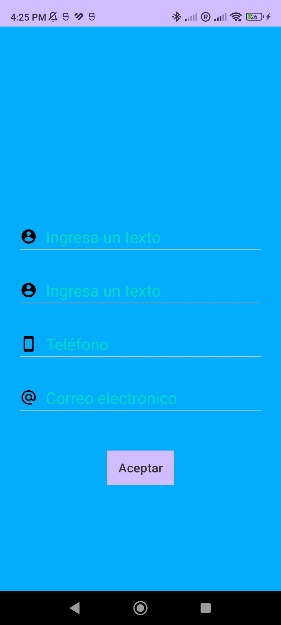 4:25 PM
Ingresa un texto
Ingresa un texto
Teléfono
Correo electronico
Aceptar